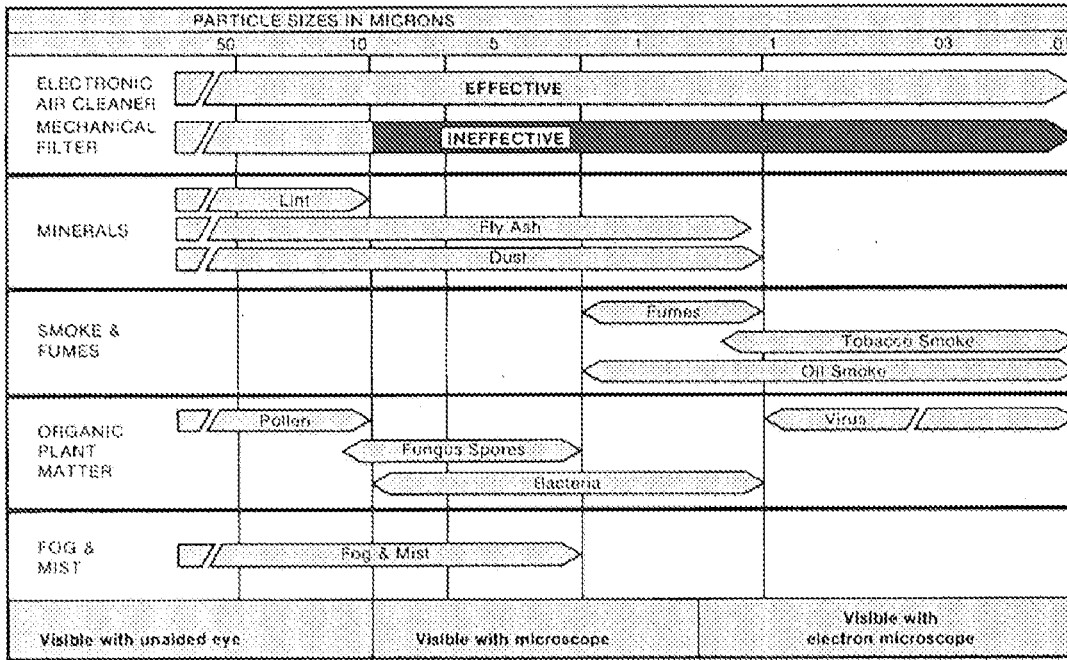 PARTICLE SIZES IN MICRONS
50 10 5 1 .1 .03 .0
ELECTRONIC
AIR CLEANER
EFFECTIVE
MECHANICAL
FILTER
INEFFECTIVE
MINERALS
Lint
Fly Ash
Dust
SMOKE &
FUMES
Fumes
Tobacco Smoke
Oil Smoke
ORGANIC
PLANT
MATTER
Pollen
Virus
Fungus Spores
Bacteria
FOG &
MIST
Fog & Mist
Visible with unaided eye
Visible with microscope
Visible with
electron microscope